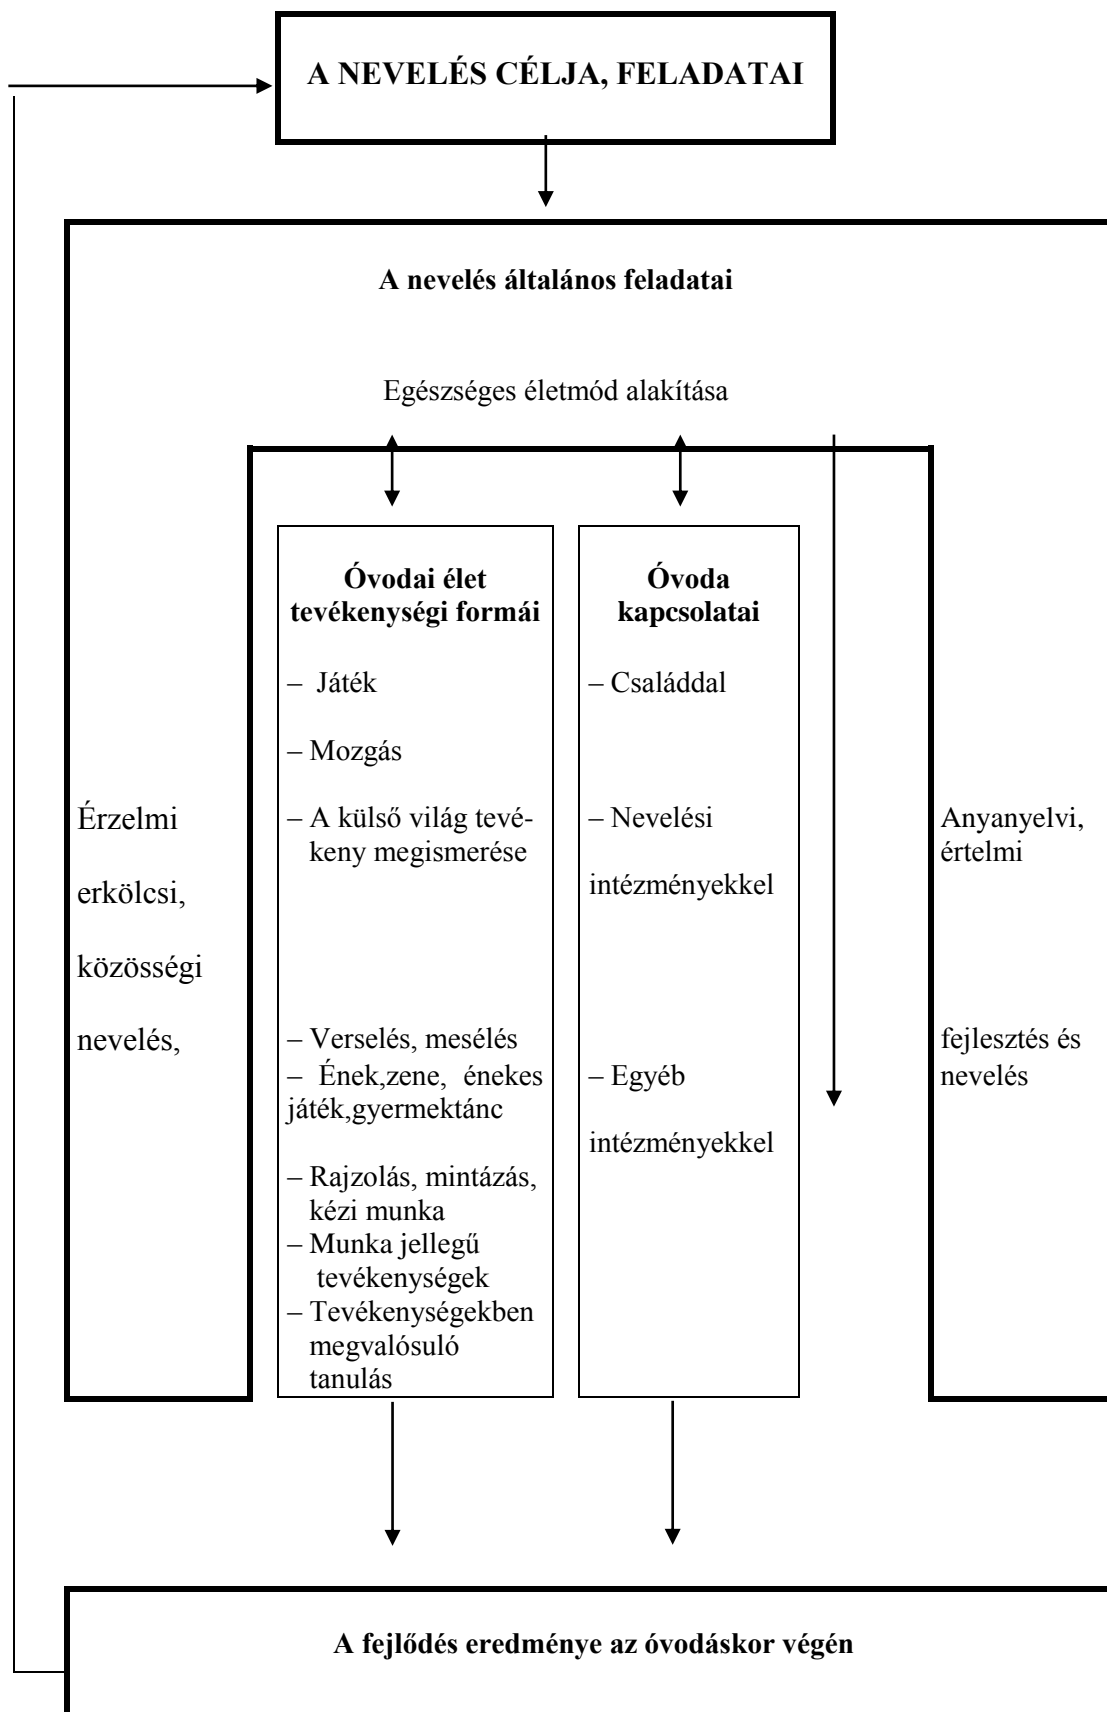 A NEVELÉS CÉLJA, FELADATAI
A nevelés általános feladatai
Egészséges életmód alakítása
Érzelmi
erkölcsi,
közösségi
nevelés,
Óvodai élet
tevékenységi formái
– Játék
– Mozgás
– A külső világ tevé-
keny megismerése
– Verselés, mesélés
– Ének,zene, énekes
játék,gyermektánc
– Rajzolás, mintázás,
kézi munka
– Munka jellegű
tevékenységek
– Tevékenységekben
megvalósuló
tanulás
Óvoda
kapcsolatai
– Családdal
– Nevelési
intézményekkel
– Egyéb
intézményekkel
Anyanyelvi,
értelmi
fejlesztés és
nevelés
A fejlődés eredménye az óvodáskor végén